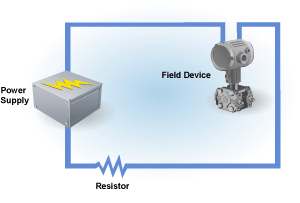 Field Device
Power
Supply
Resistor